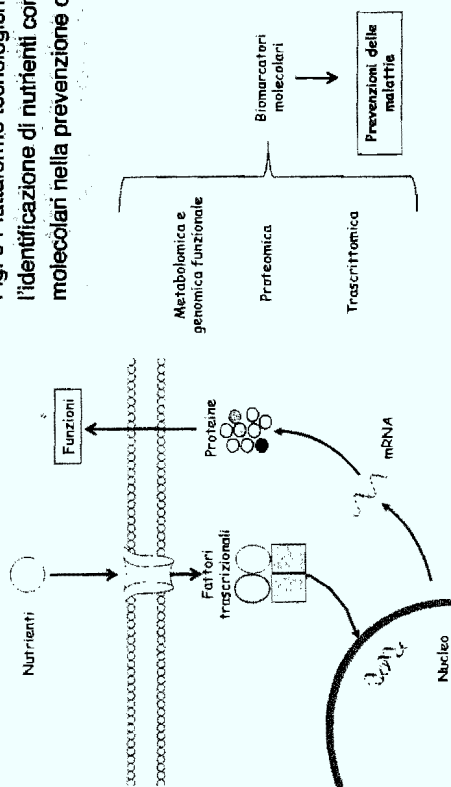 l'identificazione di nutrienti
molecolari nella prevenzione
Nutrienti
Funzioni
Fattori
trascrizionali
Proteine
mRNA
Nucleo
Metabolomica e
genomica funzionale
Proteomica
Trascrittomica
Biomarcatori
molecolari
Prevenzioni delle
malattie